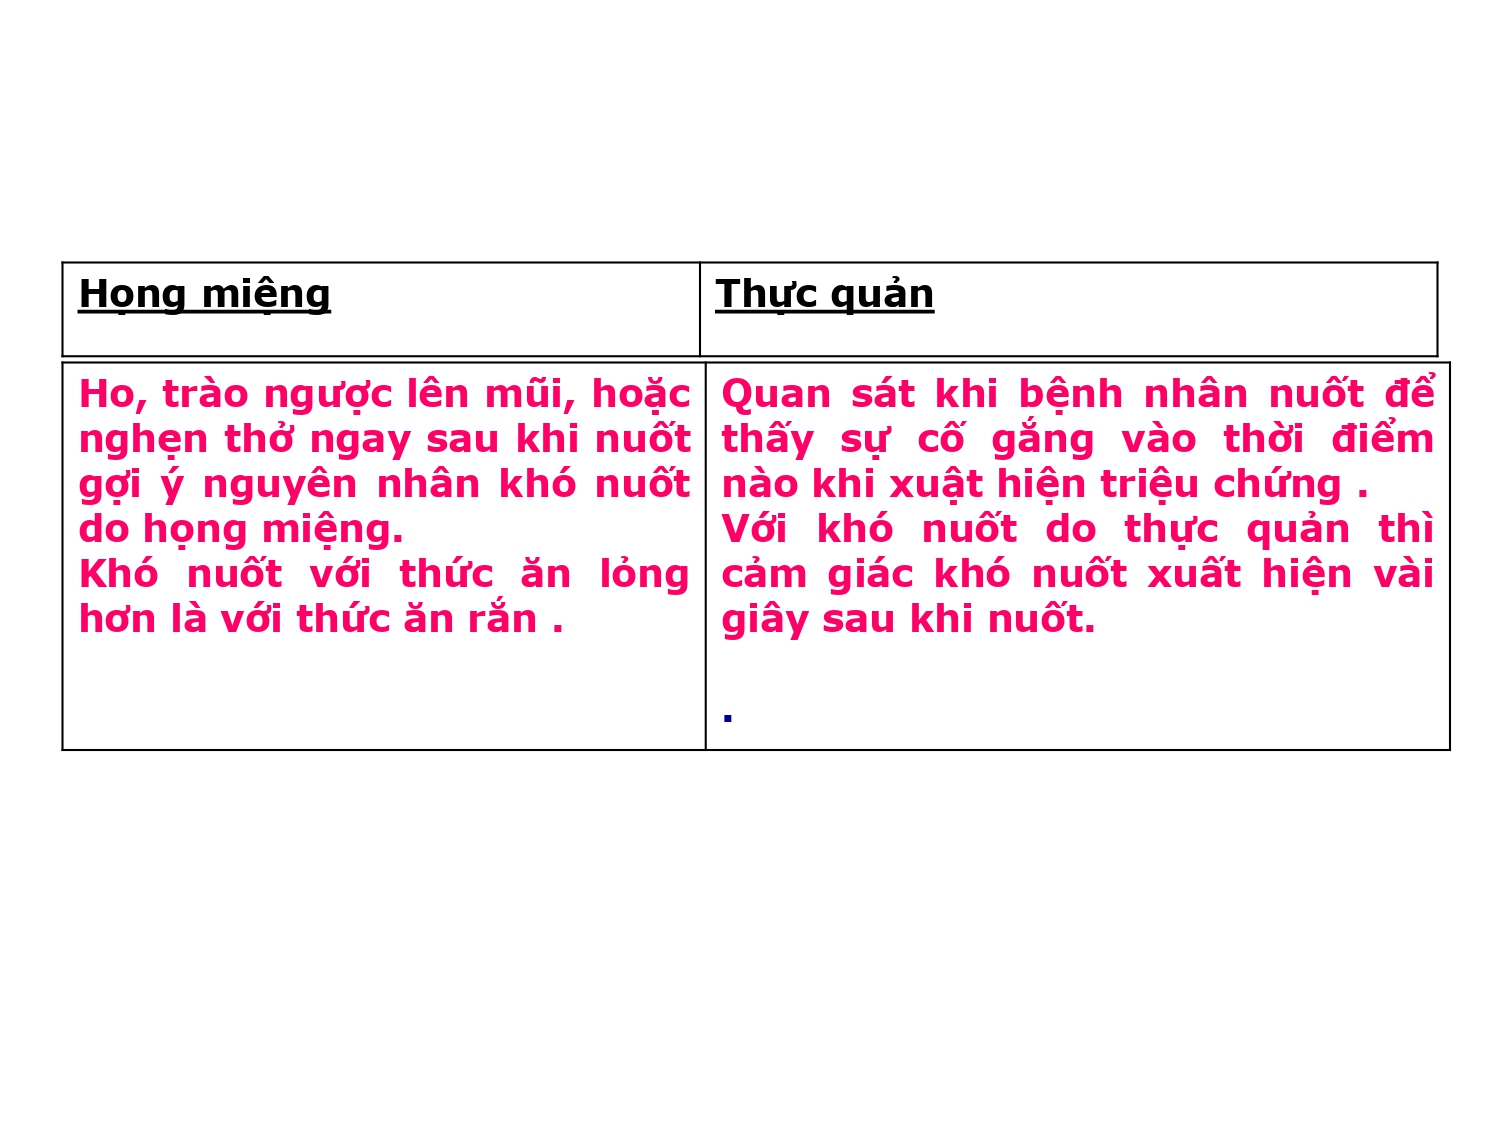 Họng miệng
Thực quản
Ho, trào ngược lên mũi, hoặc
nghẹn thở ngay sau khi nuốt
gợi ý nguyên nhân khó nuốt
do họng miệng.
Khó nuốt với thức ăn lỏng
hơn là với thức ăn rắn .
Quan sát khi bệnh nhân nuốt để
thấy sự cố gắng vào thời điểm
nào khi xuật hiện triệu chứng .
Với khó nuốt do thực quản thì
cảm giác khó nuốt xuất hiện vài
giây sau khi nuốt.
.